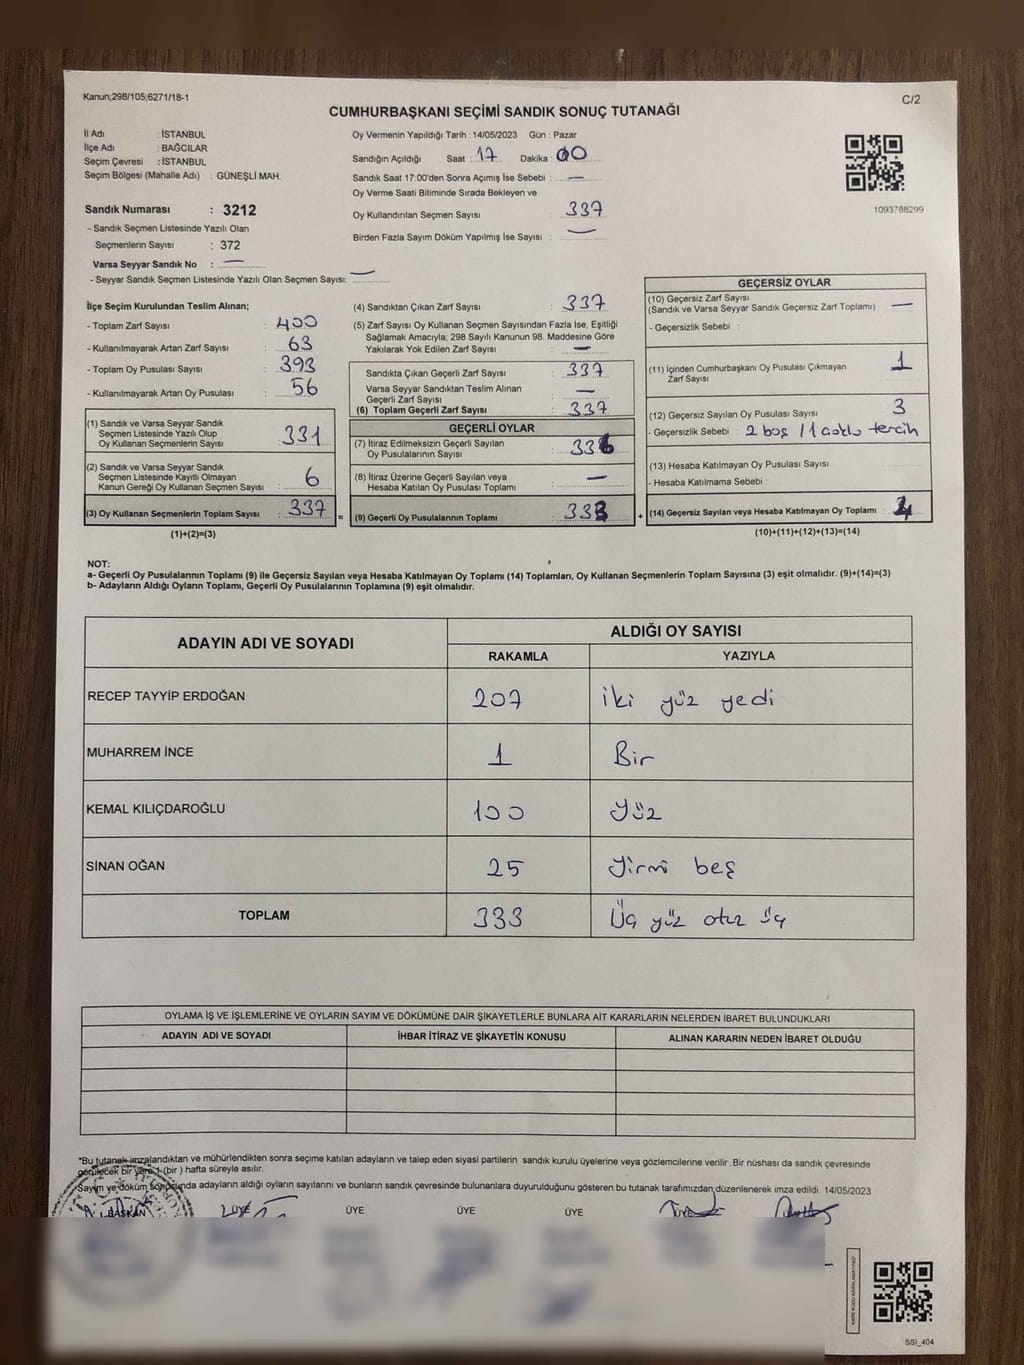 Kanun;298/105;6271/18-1
C/2
CUMHURBAŞKANI SEÇİMİ SANDIK SONUÇ TUTANAĞI
İl Adı : İSTANBUL
İlçe Adı : BAĞCILAR
Seçim Çevresi : İSTANBUL
Seçim Bölgesi (Mahalle Adı) : GÜNEŞLİ MAH.
Sandık Numarası : 3212
- Sandık Seçmen Listesinde Yazılı Olan
Seçmenlerin Sayısı : 372
Varsa Seyyar Sandık No : —
- Seyyar Sandık Seçmen Listesinde Yazılı Olan Seçmen Sayısı: —
Oy Vermenin Yapıldığı Tarih : 14/05/2023 Gün : Pazar
Sandığın Açıldığı Saat : 17 Dakika : 00
Sandık Saat 17:00'den Sonra Açımış İse Sebebi : —
Oy Verme Saati Bitiminde Sırada Bekleyen ve
Oy Kullandırılan Seçmen Sayısı : 337
Birden Fazla Sayım Döküm Yapılmış İse Sayısı : —
1093788299
İlçe Seçim Kurulundan Teslim Alınan;
- Toplam Zarf Sayısı : 400
- Kullanılmayarak Artan Zarf Sayısı : 63
- Toplam Oy Pusulası Sayısı : 393
- Kullanılmayarak Artan Oy Pusulası : 56
(1) Sandık ve Varsa Seyyar Sandık
Seçmen Listesinde Yazılı Olup
Oy Kullanan Seçmenlerin Sayısı : 331
(2) Sandık ve Varsa Seyyar Sandık
Seçmen Listesinde Kayıtlı Olmayan
Kanun Gereği Oy Kullanan Seçmen Sayısı : 6
(3) Oy Kullanan Seçmenlerin Toplam Sayısı : 337
(1)+(2)=(3)
(4) Sandıktan Çıkan Zarf Sayısı : 337
(5) Zarf Sayısı Oy Kullanan Seçmen Sayısından Fazla İse, Eşitliği
Sağlamak Amacıyla; 298 Sayılı Kanunun 98. Maddesine Göre
Yakılarak Yok Edilen Zarf Sayısı : —
Sandıkta Çıkan Geçerli Zarf Sayısı : 337
Varsa Seyyar Sandıktan Teslim Alınan
Geçerli Zarf Sayısı : —
(6) Toplam Geçerli Zarf Sayısı : 337
GEÇERLİ OYLAR
(7) İtiraz Edilmeksizin Geçerli Sayılan
Oy Pusulalarının Sayısı :
(8) İtiraz Üzerine Geçerli Sayılan veya
Hesaba Katılan Oy Pusulası Toplamı : —
= (9) Geçerli Oy Pusulalarının Toplamı : 333
GEÇERSİZ OYLAR
(10) Geçersiz Zarf Sayısı
(Sandık ve Varsa Seyyar Sandık Geçersiz Zarf Toplamı) : —
- Geçersizlik Sebebi :
(11) İçinden Cumhurbaşkanı Oy Pusulası Çıkmayan
Zarf Sayısı : 1
(12) Geçersiz Sayılan Oy Pusulası Sayısı : 3
- Geçersizlik Sebebi : 2 boş / 1 çoklu tercih
(13) Hesaba Katılmayan Oy Pusulası Sayısı :
- Hesaba Katılmama Sebebi :
+ (14) Geçersiz Sayılan veya Hesaba Katılmayan Oy Toplamı : 4
(10)+(11)+(12)+(13)=(14)
NOT:
a- Geçerli Oy Pusulalarının Toplamı (9) ile Geçersiz Sayılan veya Hesaba Katılmayan Oy Toplamı (14) Toplamları, Oy Kullanan Seçmenlerin Toplam Sayısına (3) eşit olmalıdır. (9)+(14)=(3)
b- Adayların Aldığı Oyların Toplamı, Geçerli Oy Pusulalarının Toplamına (9) eşit olmalıdır.
ADAYIN ADI VE SOYADI ALDIĞI OY SAYISI
RAKAMLA YAZIYLA
RECEP TAYYİP ERDOĞAN 207 iki yüz yedi
MUHARREM İNCE 1 Bir
KEMAL KILIÇDAROĞLU 100 Yüz
SİNAN OĞAN 25 Yirmi beş
TOPLAM 333 Üç yüz otuz üç
OYLAMA İŞ VE İŞLEMLERİNE VE OYLARIN SAYIM VE DÖKÜMÜNE DAİR ŞİKAYETLERLE BUNLARA AİT KARARLARIN NELERDEN İBARET BULUNDUKLARI
ADAYIN ADI VE SOYADI İHBAR İTİRAZ VE ŞİKAYETİN KONUSU ALINAN KARARIN NEDEN İBARET OLDUĞU
*Bu tutanak imzalandıktan ve mühürlendikten sonra seçime katılan adayların ve talep eden siyasi partilerin sandık kurulu üyelerine veya gözlemcilerine verilir .Bir nüshası da sandık çevresinde
görülecek bir yere 1 (bir ) hafta süreyle asılır.
Sayım ve döküm sonucunda adayların aldığı oyların sayılarını ve bunların sandık çevresinde bulunanlara duyurulduğunu gösteren bu tutanak tarafımızdan düzenlenerek imza edildi. 14/05/2023
BAŞKAN ÜYE ÜYE ÜYE ÜYE ÜYE
SSI_404